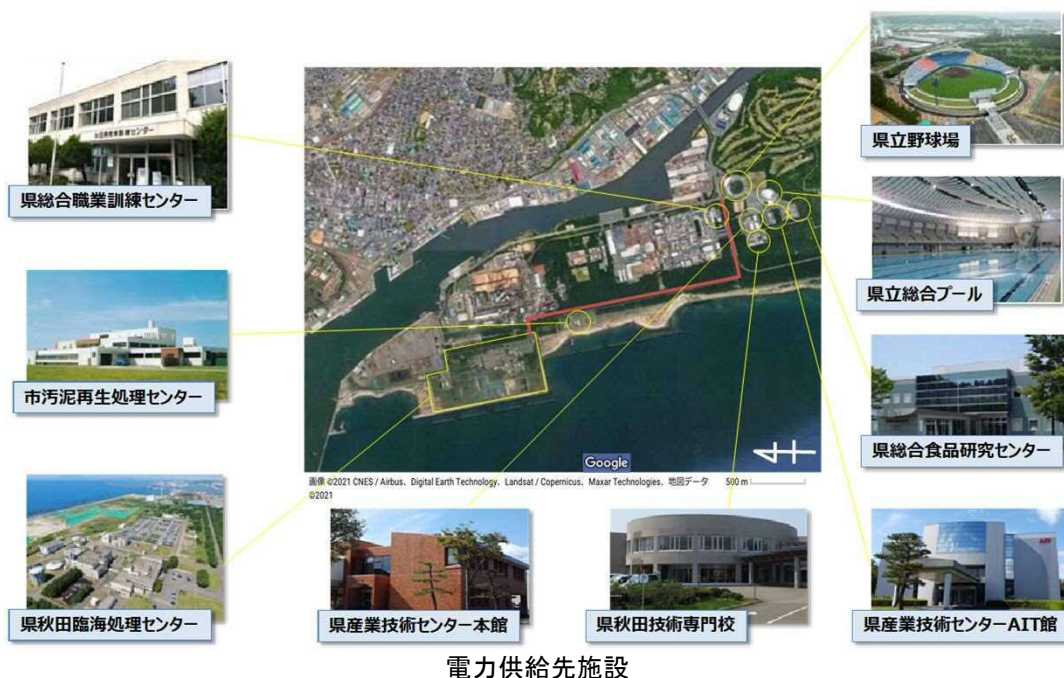 県立野球場
県総合職業訓練センター
県立総合プール
市汚泥再生処理センター
県総合食品研究センター
Google
画像 ©2021 CNES / Airbus、Digital Earth Technology、Landsat / Copernicus、Maxar Technologies、地図データ
©2021
500 m
県秋田臨海処理センター
県産業技術センター本館
県秋田技術専門校
AIT
県産業技術センターAIT館
電力供給先施設